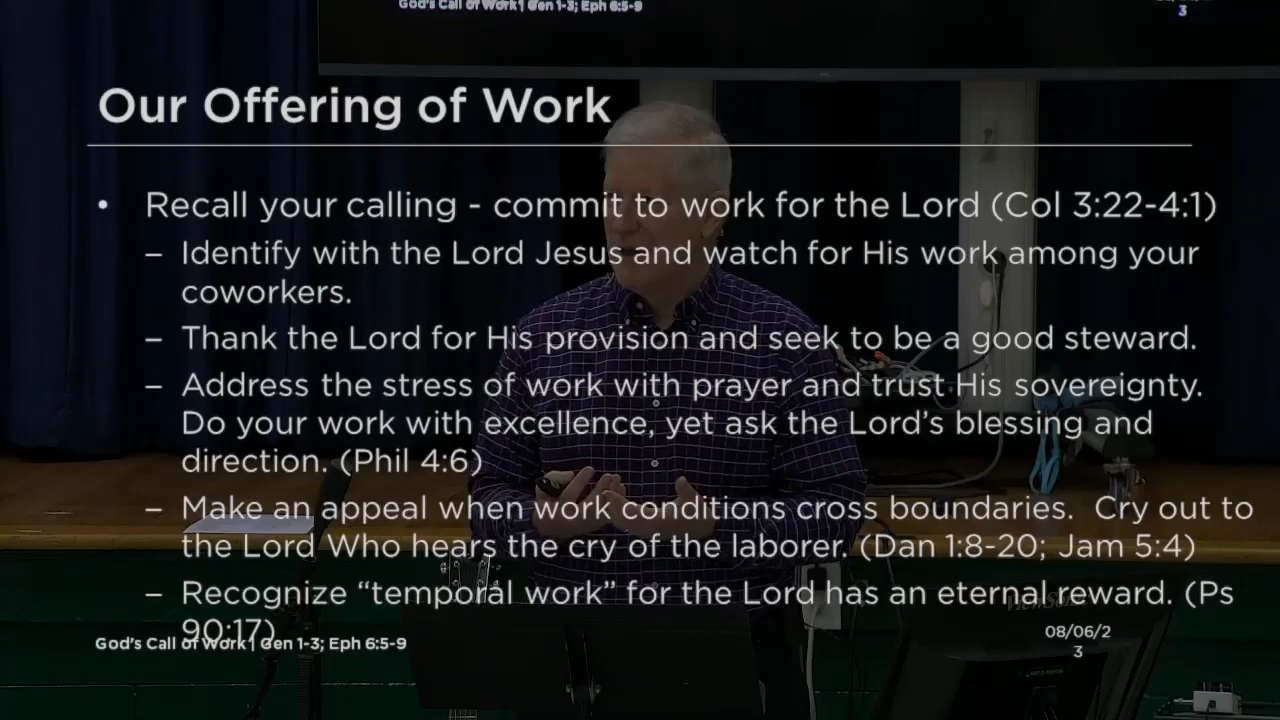 God's Call of Work | Gen 1-3; Eph 6:5-9
3
Our Offering of Work
• Recall your calling - commit to work for the Lord (Col 3:22-4:1)
– Identify with the Lord Jesus and watch for His work among your
coworkers.
– Thank the Lord for His provision and seek to be a good steward.
– Address the stress of work with prayer and trust His sovereignty.
Do your work with excellence, yet ask the Lord's blessing and
direction. (Phil 4:6)
– Make an appeal when work conditions cross boundaries.  Cry out to
the Lord Who hears the cry of the laborer. (Dan 1:8-20; Jam 5:4)
– Recognize “temporal work” for the Lord has an eternal reward. (Ps
90:17)
God's Call of Work | Gen 1-3; Eph 6:5-9
08/06/2
3
ViewSonic